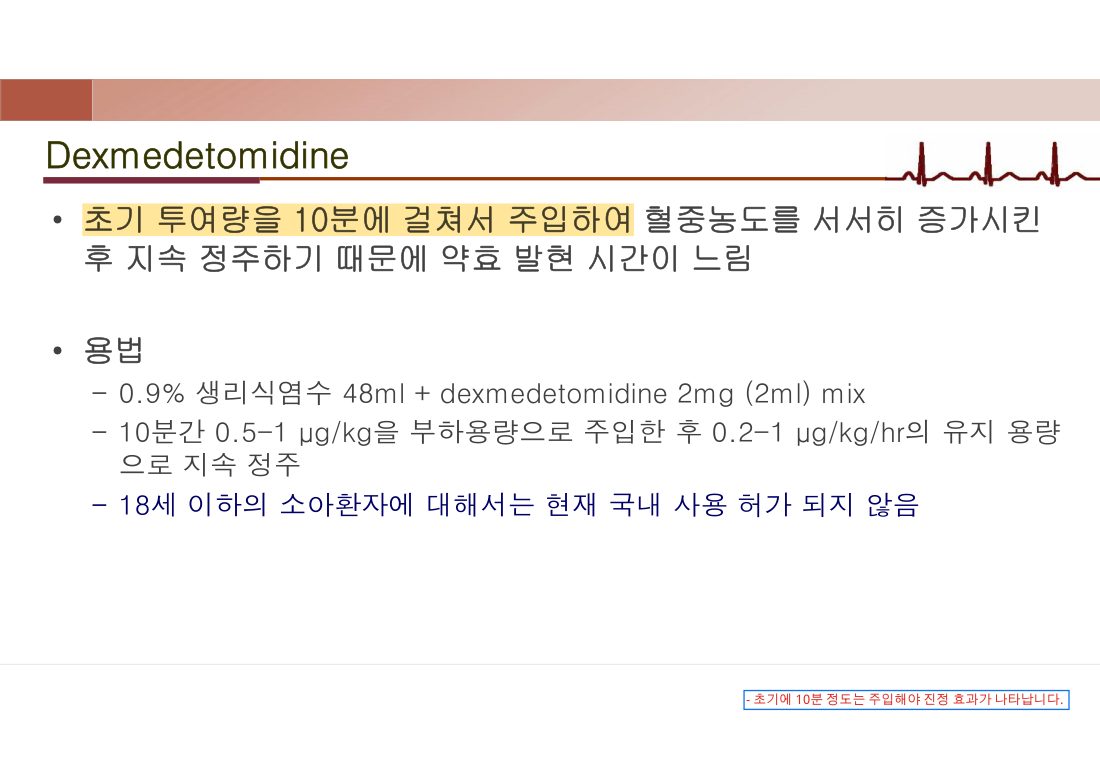 Dexmedetomidine
• 초기 투여량을 10분에 걸쳐서 주입하여 혈중농도를 서서히 증가시킨
후 지속 정주하기 때문에 약효 발현 시간이 느림
• 용법
– 0.9% 생리식염수 48ml + dexmedetomidine 2mg (2ml) mix
– 10분간 0.5–1 μg/kg을 부하용량으로 주입한 후 0.2–1 μg/kg/hr의 유지 용량
으로 지속 정주
– 18세 이하의 소아환자에 대해서는 현재 국내 사용 허가 되지 않음
- 초기에 10분 정도는 주입해야 진정 효과가 나타납니다.